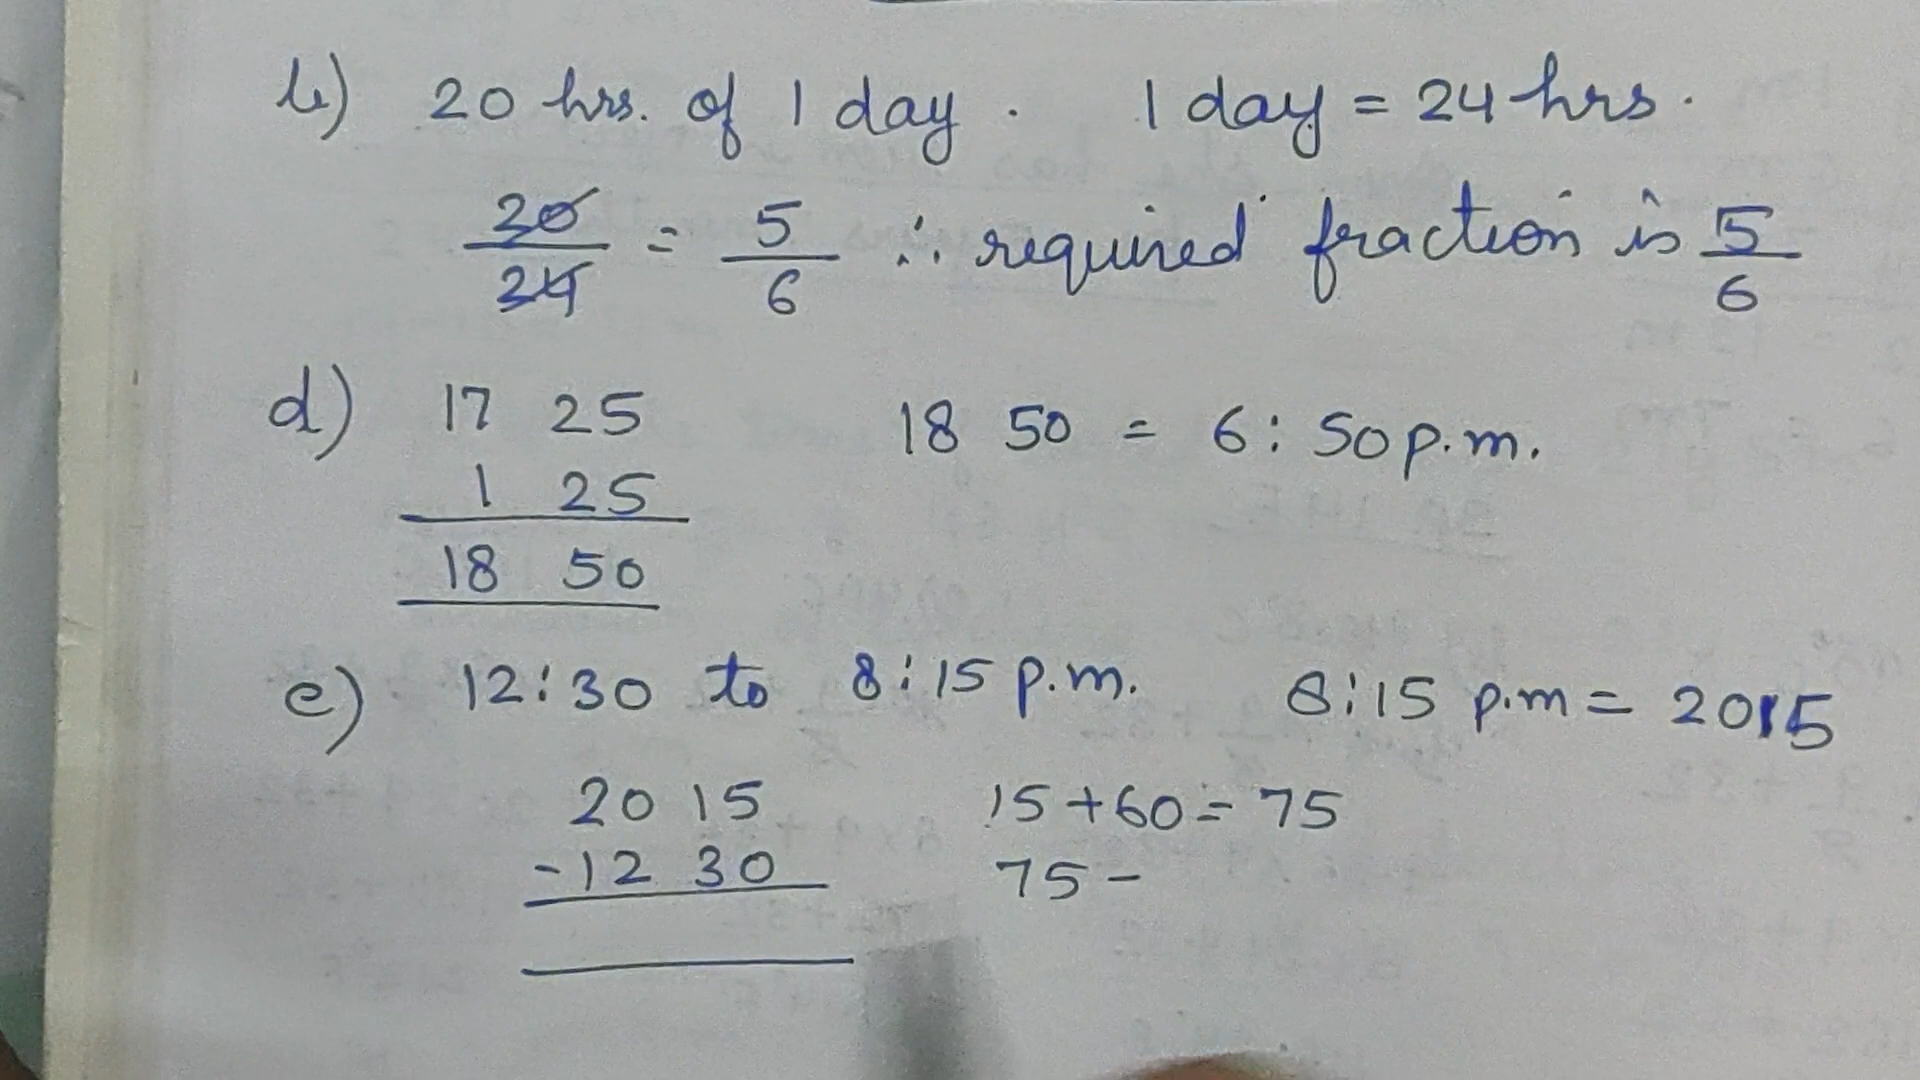 b) 20 hrs. of 1 day. 1 day = 24 hrs.
20/24 = 5/6 ∴ required fraction is 5/6
d) 17 25 18 50 = 6:50 p.m.
1 25
18 50
e) 12:30 to 8:15 p.m. 8:15 p.m = 2015
20 15 15+60=75
-12 30 75-